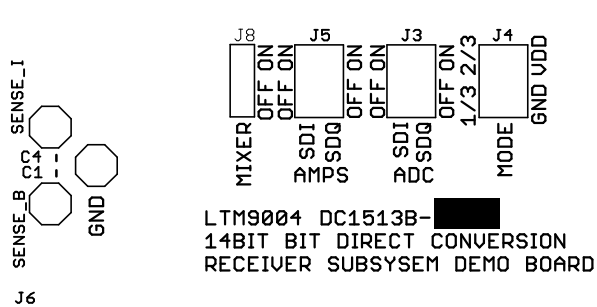 J8 J5 J3 J4
OFF ON
OFF ON
OFF ON
OFF ON
OFF ON
1/3 2/3
GND VDD
MIXER
SDI
SDQ
AMPS
SDI
SDQ
ADC
MODE
SENSE_I
C4
C1
SENSE_B
GND
LTM9004 DC1513B-
14BIT BIT DIRECT CONVERSION
RECEIVER SUBSYSEM DEMO BOARD
J6